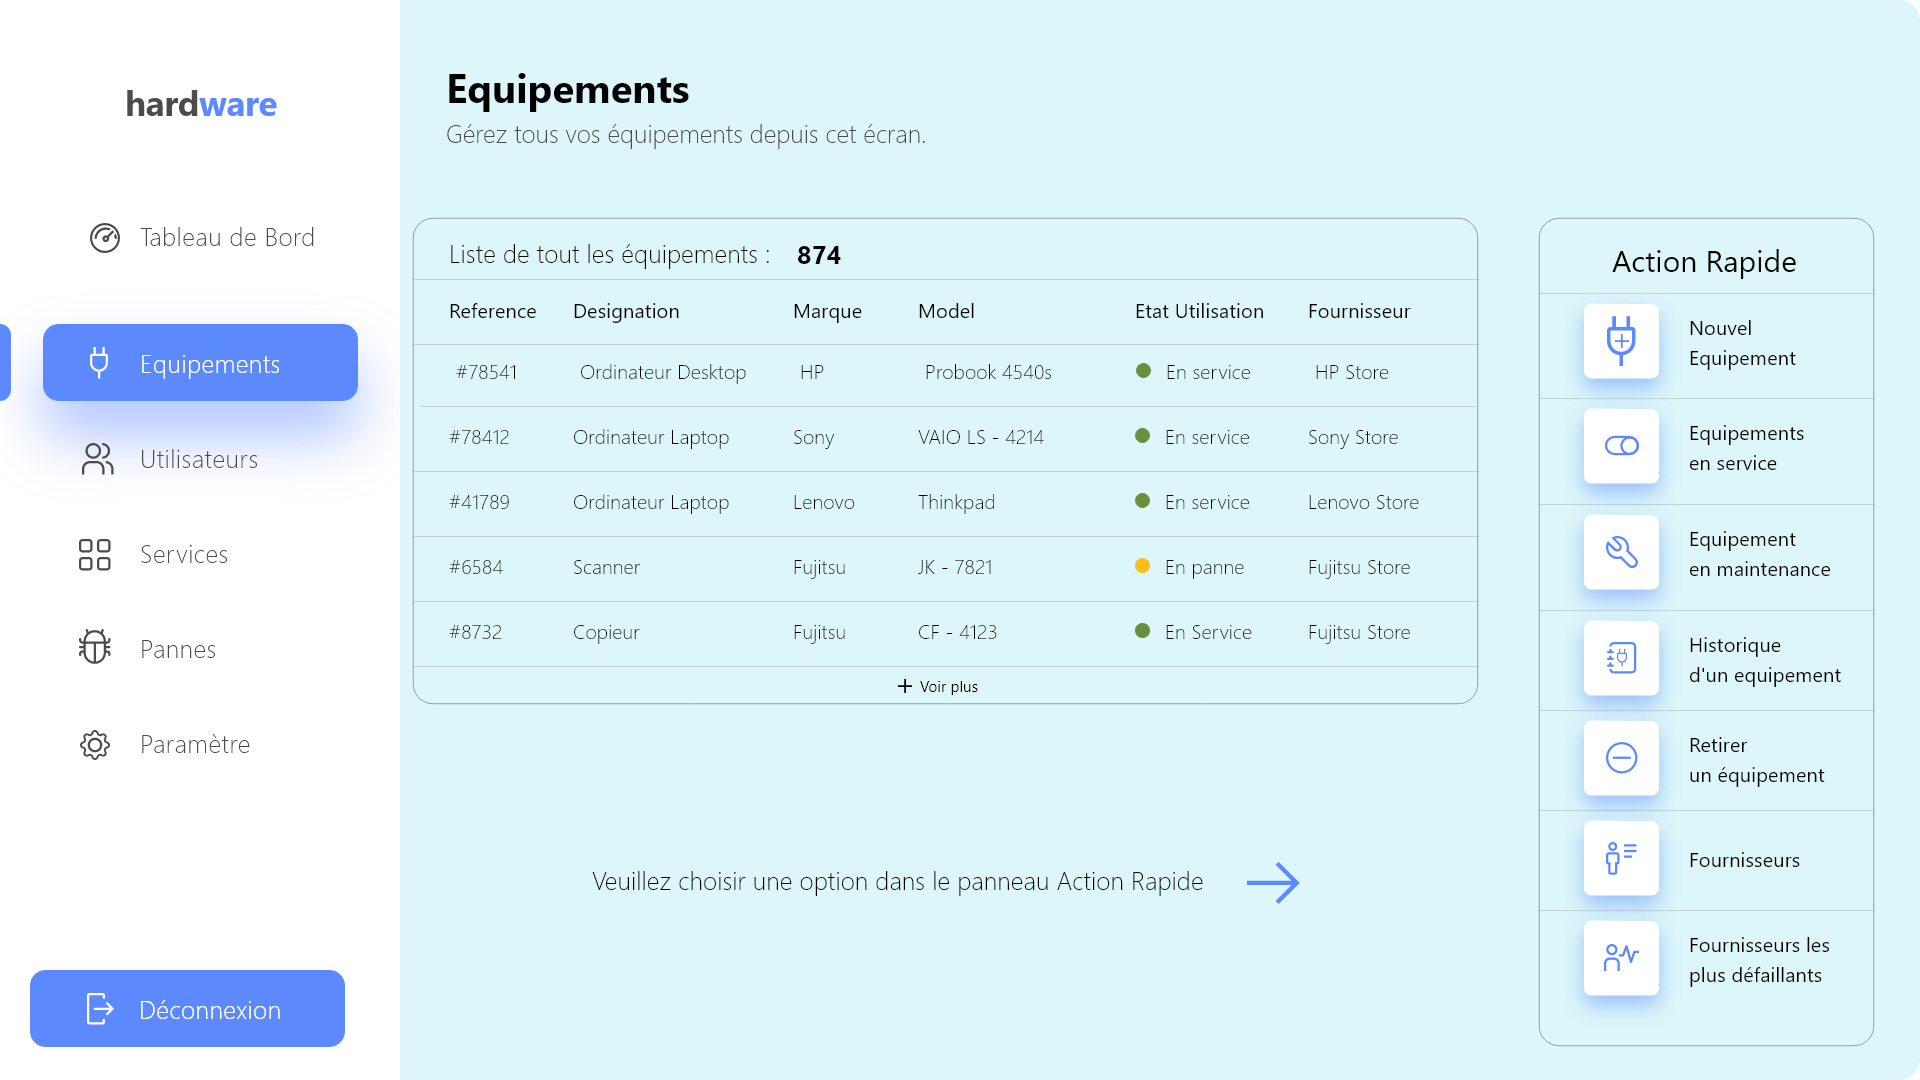 hardware
Tableau de Bord
Equipements
Utilisateurs
Services
Pannes
Paramètre
Déconnexion
Equipements
Gérez tous vos équipements depuis cet écran.
Liste de tout les équipements : 874
Reference Designation Marque Model Etat Utilisation Fournisseur
#78541 Ordinateur Desktop HP Probook 4540s En service HP Store
#78412 Ordinateur Laptop Sony VAIO LS - 4214 En service Sony Store
#41789 Ordinateur Laptop Lenovo Thinkpad En service Lenovo Store
#6584 Scanner Fujitsu JK - 7821 En panne Fujitsu Store
#8732 Copieur Fujitsu CF - 4123 En Service Fujitsu Store
+ Voir plus
Veuillez choisir une option dans le panneau Action Rapide
Action Rapide
Nouvel
Equipement
Equipements
en service
Equipement
en maintenance
Historique
d'un equipement
Retirer
un équipement
Fournisseurs
Fournisseurs les
plus défaillants